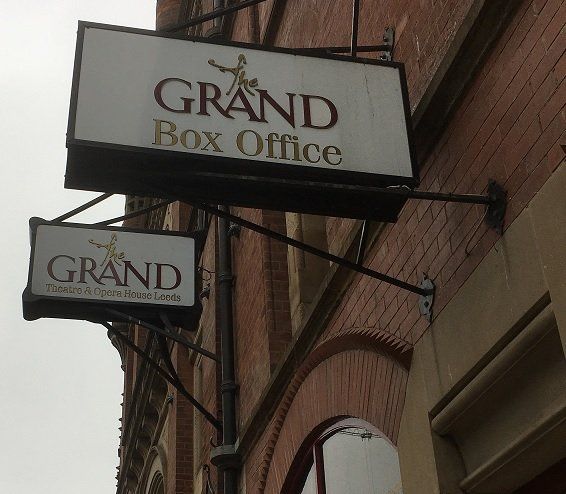 The
GRAND
Box Office
The
GRAND
Theatre & Opera House Leeds